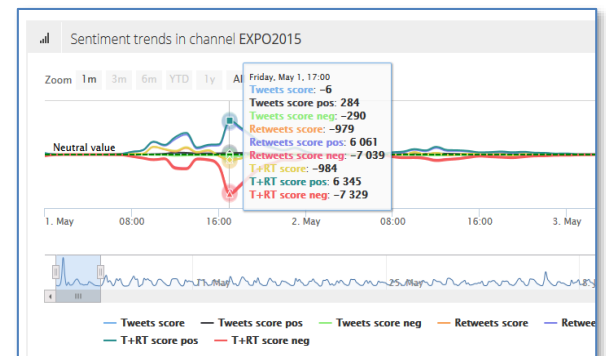 Sentiment trends in channel EXPO2015
Zoom 1m 3m 6m YTD 1y Al
Friday, May 1, 17:00
Tweets score: -6
Tweets score pos: 284
Tweets score neg: -290
Retweets score: -979
Retweets score pos: 6 061
Retweets score neg: -7 039
T+RT score: -984
T+RT score pos: 6 345
T+RT score neg: -7 329
Neutral value
1. May 08:00 16:00 2. May 08:00 16:00 3. May
11. May 25. May 8.
Tweets score Tweets score pos Tweets score neg Retweets score Retwee
T+RT score pos T+RT score neg